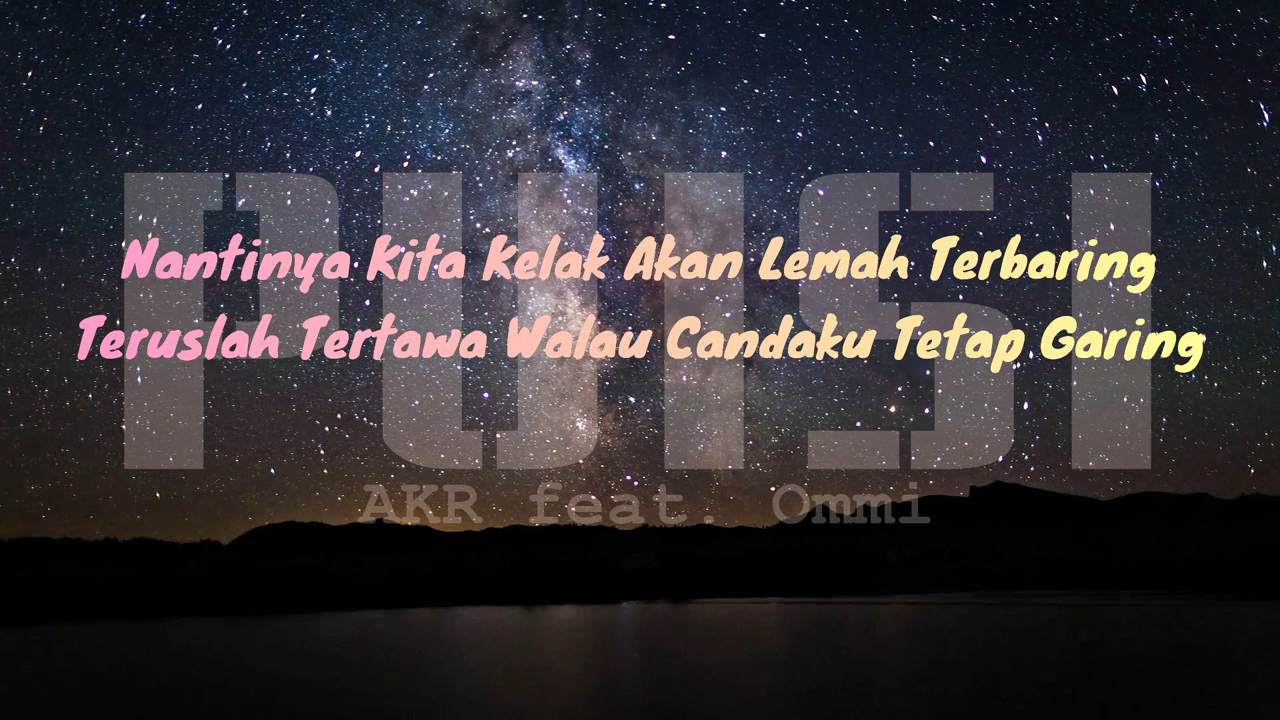 PUISI
Nantinya Kita Kelak Akan Lemah Terbaring
Teruslah Tertawa Walau Candaku Tetap Garing
AKR feat. Ommi